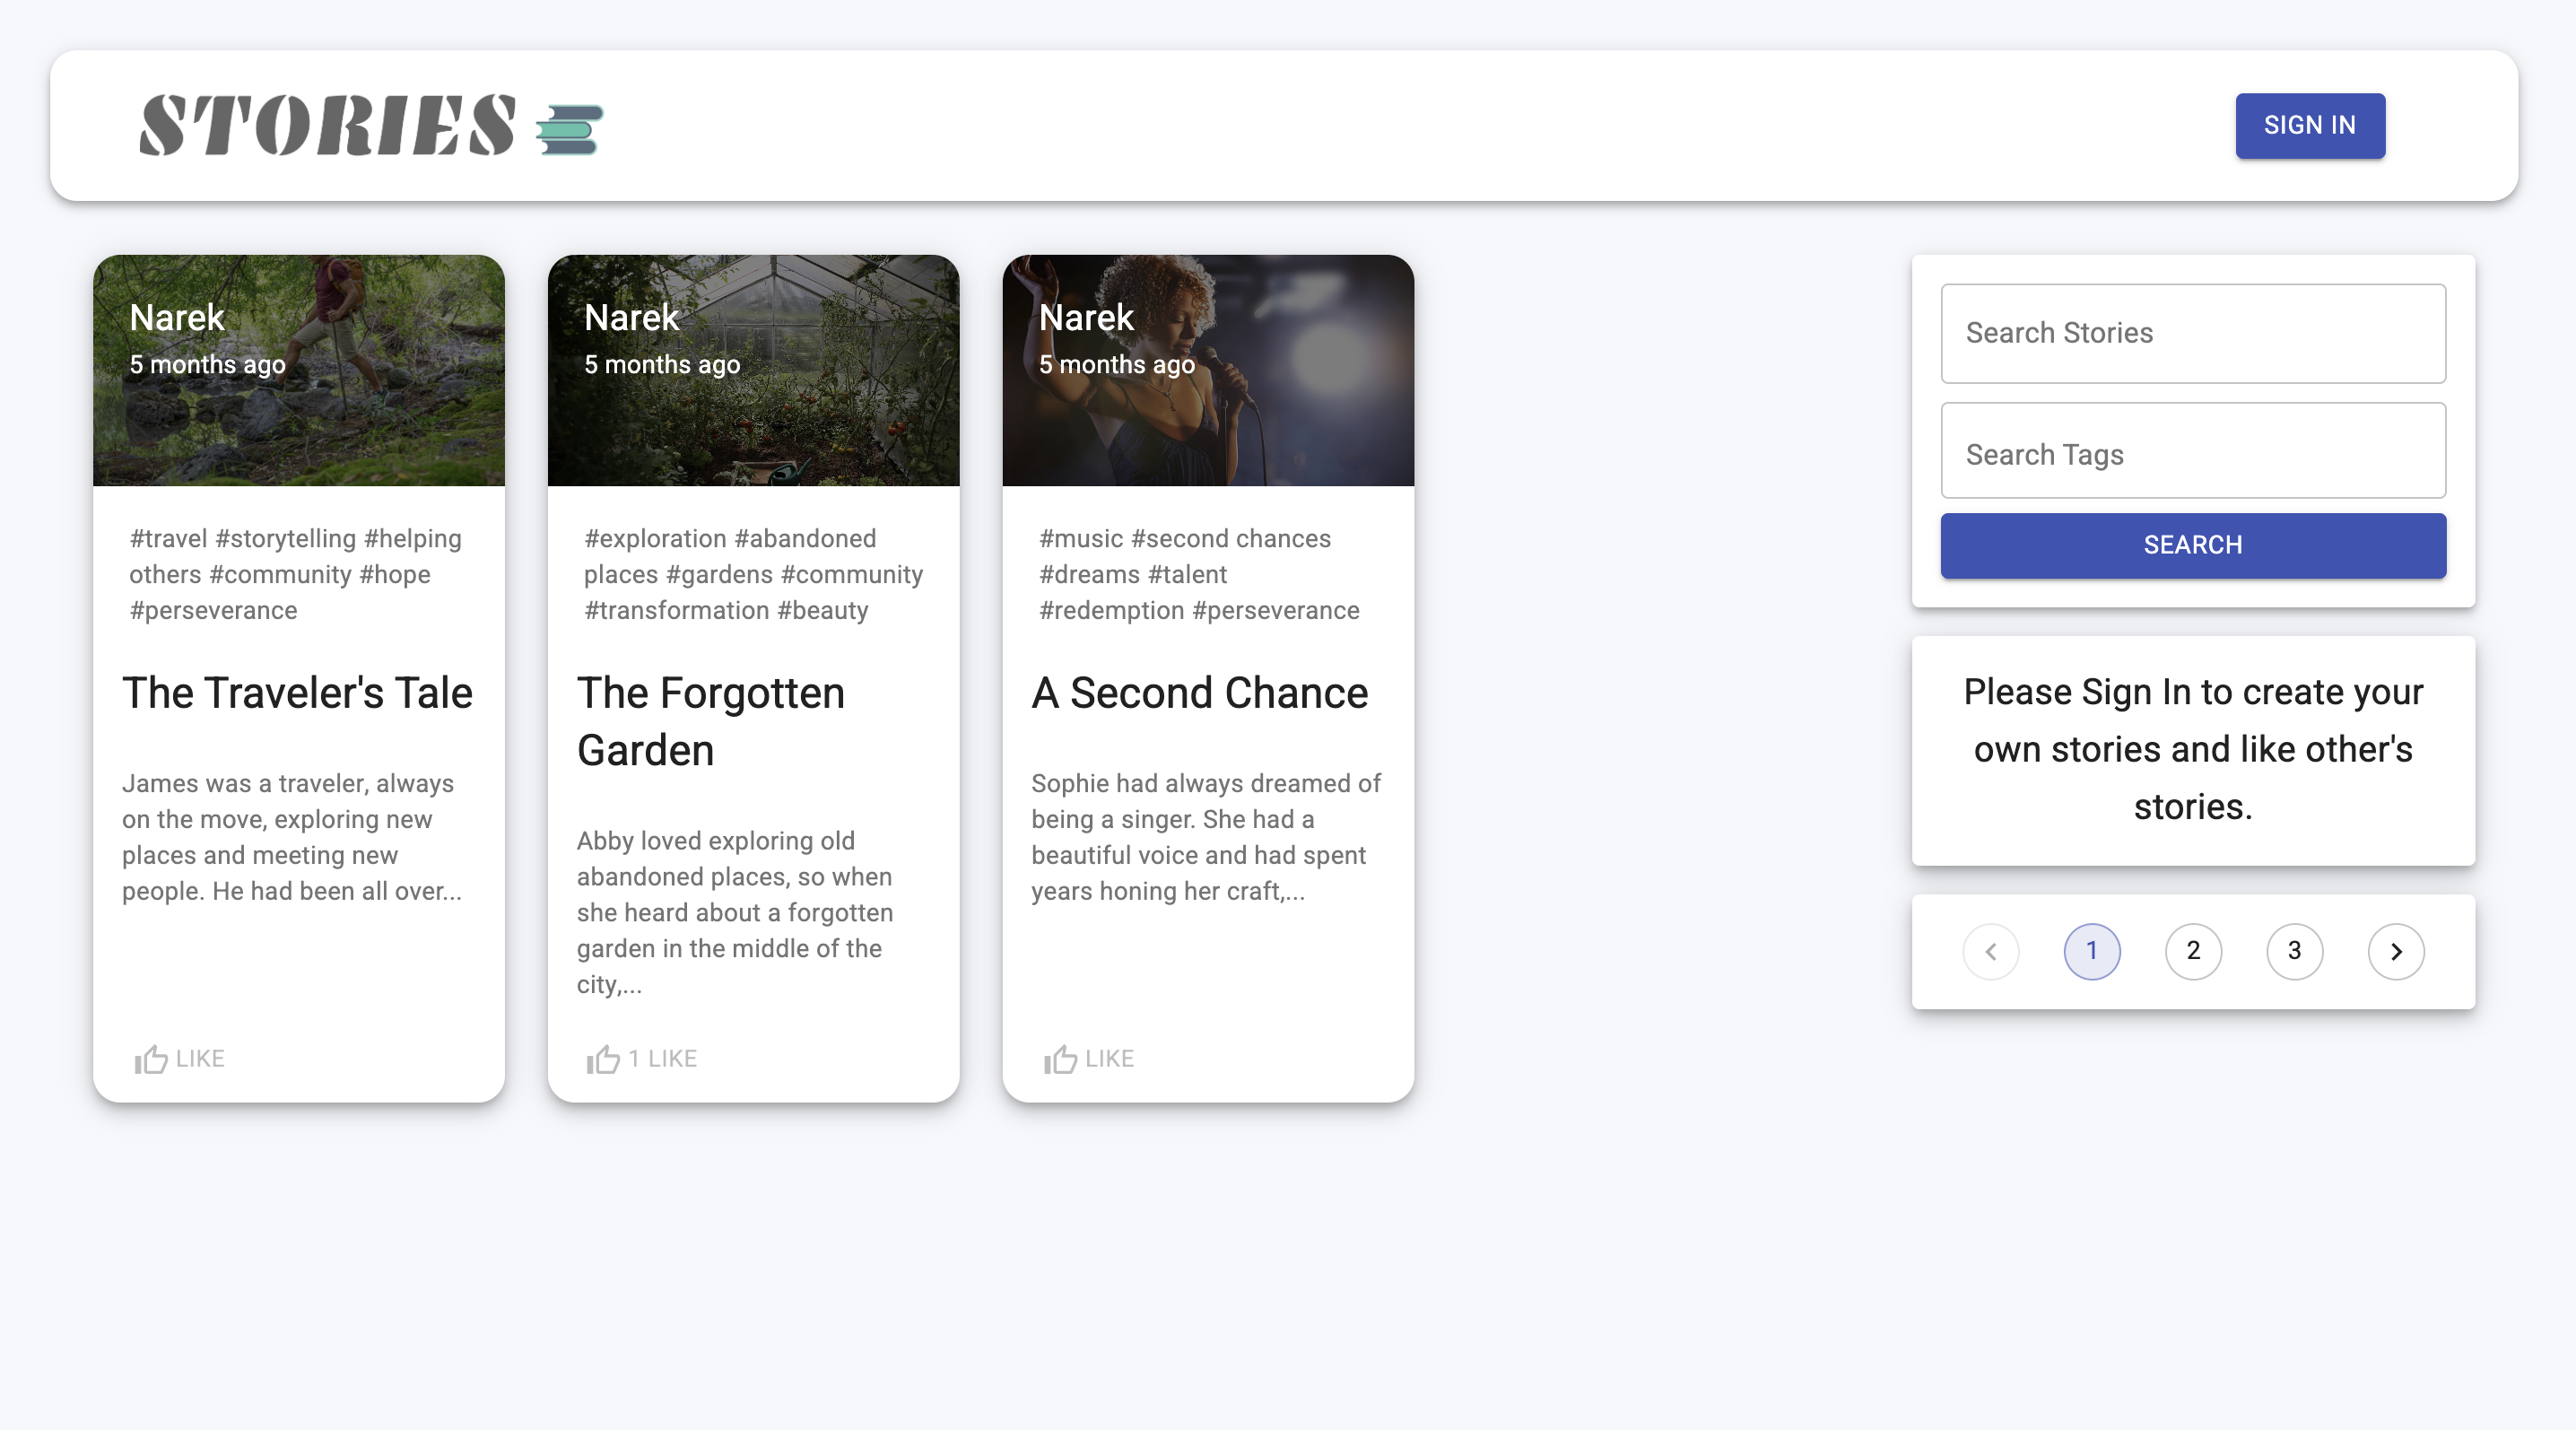 STORIES
SIGN IN
Narek
5 months ago
#travel #storytelling #helping
others #community #hope
#perseverance
The Traveler's Tale
James was a traveler, always
on the move, exploring new
places and meeting new
people. He had been all over...
LIKE
Narek
5 months ago
#exploration #abandoned
places #gardens #community
#transformation #beauty
The Forgotten
Garden
Abby loved exploring old
abandoned places, so when
she heard about a forgotten
garden in the middle of the
city,...
1 LIKE
Narek
5 months ago
#music #second chances
#dreams #talent
#redemption #perseverance
A Second Chance
Sophie had always dreamed of
being a singer. She had a
beautiful voice and had spent
years honing her craft,...
LIKE
Search Stories
Search Tags
SEARCH
Please Sign In to create your
own stories and like other's
stories.
1 2 3